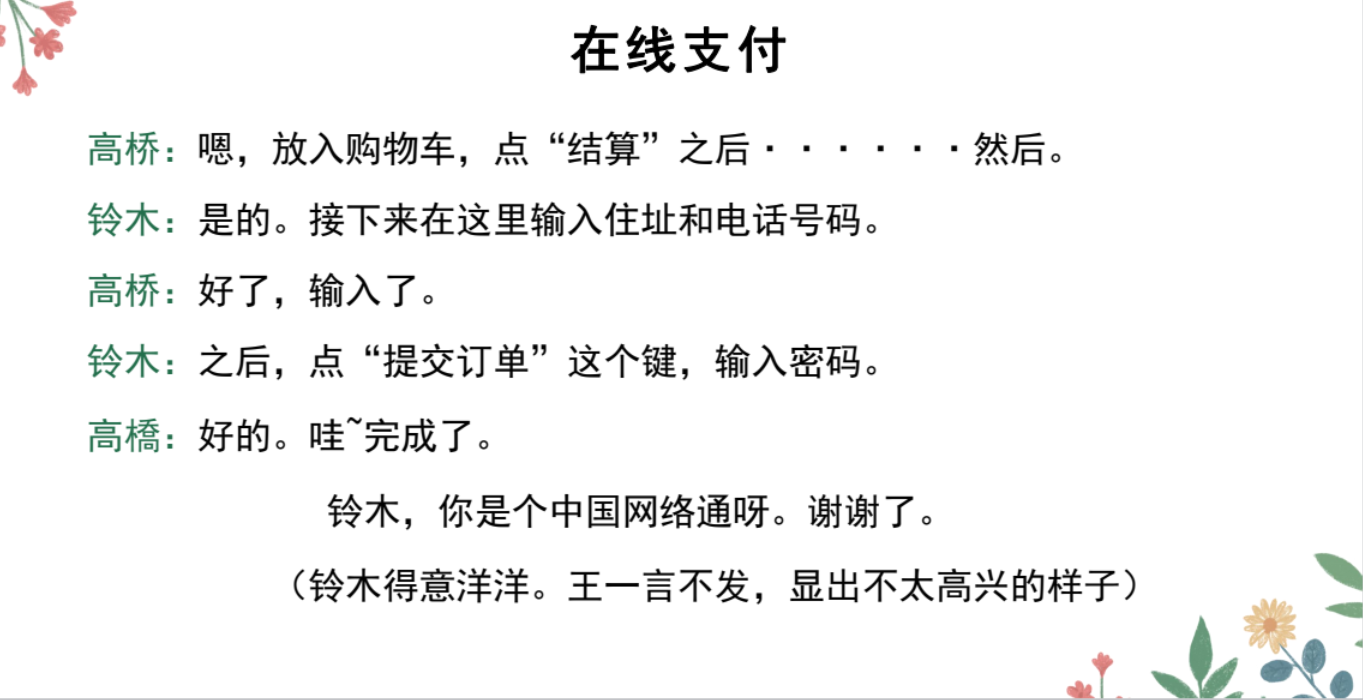 在线支付
高桥：嗯，放入购物车，点“结算”之后······然后。
铃木：是的。接下来在这里输入住址和电话号码。
高桥：好了，输入了。
铃木：之后，点“提交订单”这个键，输入密码。
高橋：好的。哇~完成了。
铃木，你是个中国网络通呀。谢谢了。
（铃木得意洋洋。王一言不发，显出不太高兴的样子）